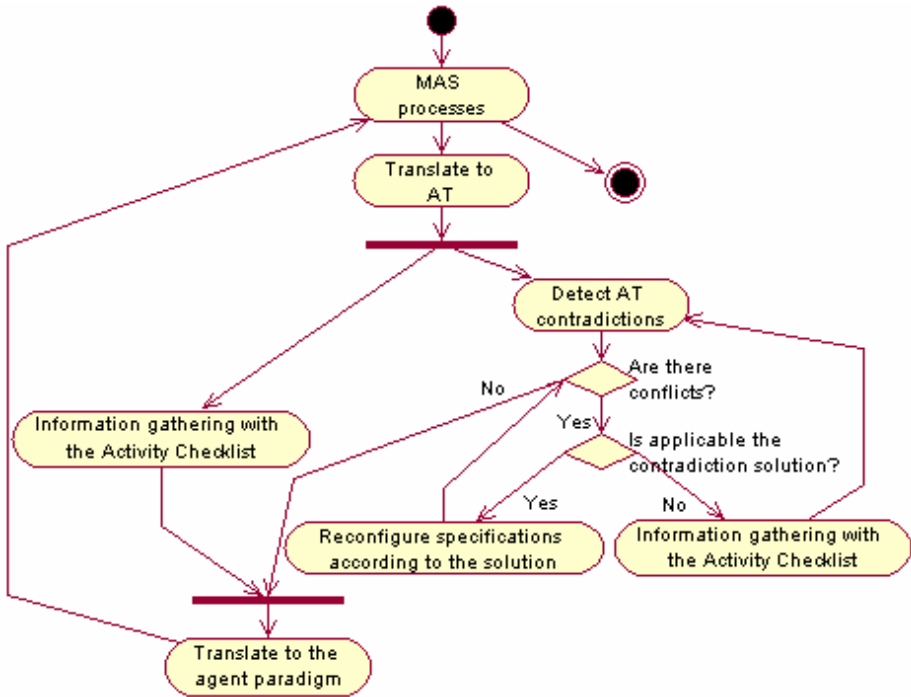 MAS
processes
Translate to
AT
Detect AT
contradictions
Are there
conflicts?
No
Yes
Information gathering with
the Activity Checklist
Is applicable the
contradiction solution?
Yes
No
Reconfigure specifications
according to the solution
Information gathering with
the Activity Checklist
Translate to the
agent paradigm